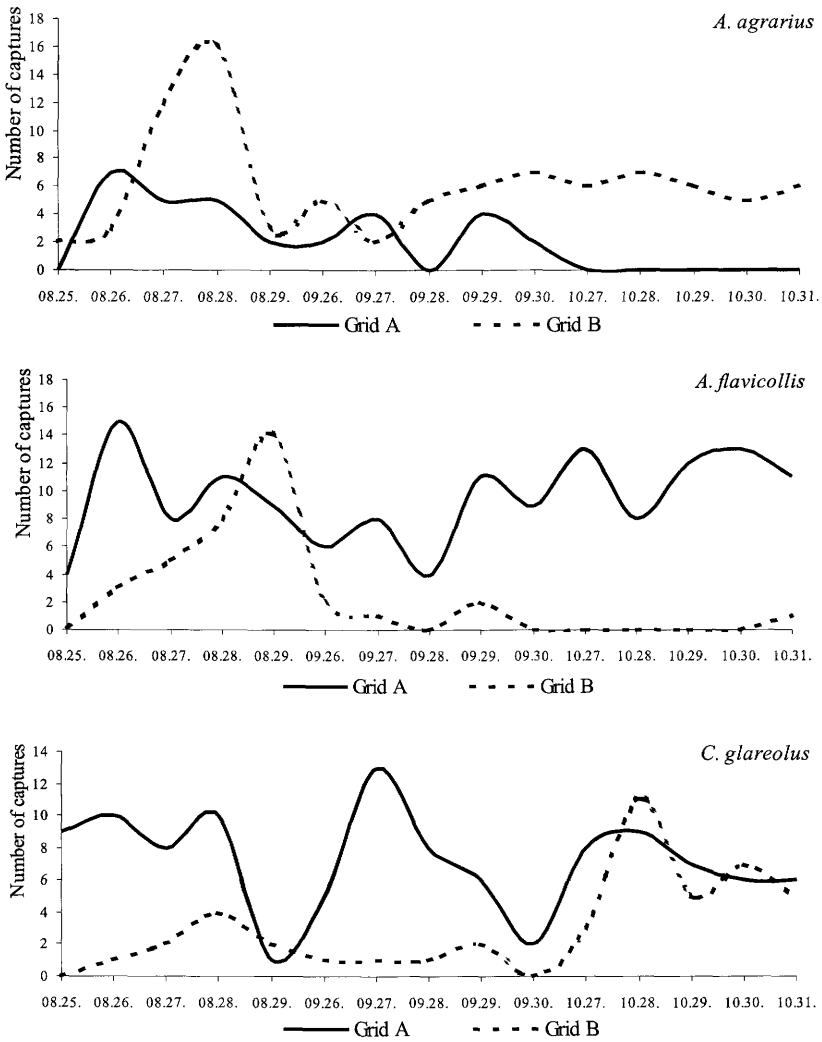 A. agrarius
Number of captures
18
16
14
12
10
8
6
4
2
0
08.25. 08.26. 08.27. 08.28. 08.29. 09.26. 09.27. 09.28. 09.29. 09.30. 10.27. 10.28. 10.29. 10.30. 10.31.
Grid A Grid B
A. flavicollis
Number of captures
18
16
14
12
10
8
6
4
2
0
08.25. 08.26. 08.27. 08.28. 08.29. 09.26. 09.27. 09.28. 09.29. 09.30. 10.27. 10.28. 10.29. 10.30. 10.31.
Grid A Grid B
C. glareolus
Number of captures
14
12
10
8
6
4
2
0
08.25. 08.26. 08.27. 08.28. 08.29. 09.26. 09.27. 09.28. 09.29. 09.30. 10.27. 10.28. 10.29. 10.30. 10.31.
Grid A Grid B